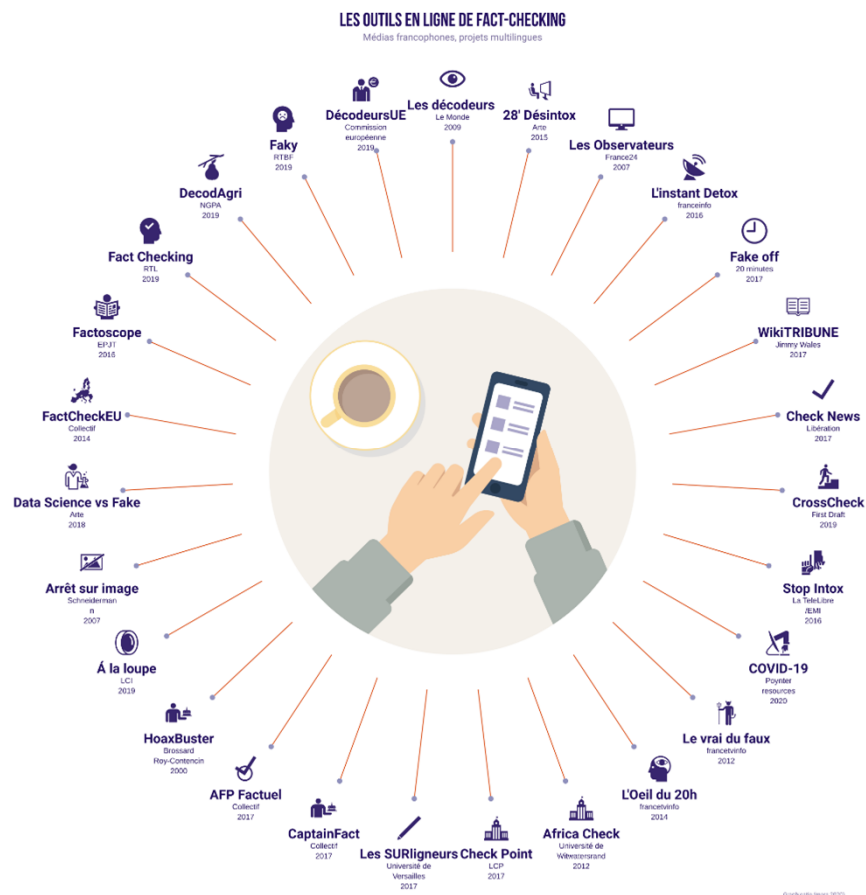 LES OUTILS EN LIGNE DE FACT-CHECKING
Médias francophones, projets multilingues
Les décodeurs
Le Monde
2009
28' Désintox
Arte
2015
Les Observateurs
France24
2007
L'instant Detox
franceinfo
2016
Fake off
20 minutes
2017
WikiTRIBUNE
Jimmy Wales
2017
Check News
Libération
2017
CrossCheck
First Draft
2019
Stop Intox
La TeleLibre
/EMI
2016
COVID-19
Poynter
resources
2020
Le vrai du faux
francetvinfo
2012
L'Oeil du 20h
francetvinfo
2014
Africa Check
Université de
Witwatersrand
2012
Check Point
LCP
2017
Les SURligneurs
Université de
Versailles
2017
CaptainFact
Collectif
2017
AFP Factuel
Collectif
2017
HoaxBuster
Brossard
Roy-Contencin
2000
Á la loupe
LCI
2019
Arrêt sur image
Schneiderman
n
2007
Data Science vs Fake
Arte
2018
FactCheckEU
Collectif
2014
Factoscope
EPJT
2016
Fact Checking
RTL
2019
DecodAgri
NGPA
2019
Faky
RTBF
2019
DécodeursUE
Commission
européenne
2019